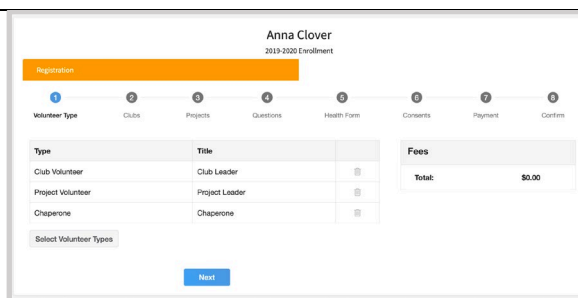 Anna Clover
2019-2020 Enrollment
Registration
1 2 3 4 5 6 7 8
Volunteer Type Clubs Projects Questions Health Form Consents Payment Confirm
Type Title
Club Volunteer Club Leader
Project Volunteer Project Leader
Chaperone Chaperone
Select Volunteer Types
Fees
Total: $0.00
Next